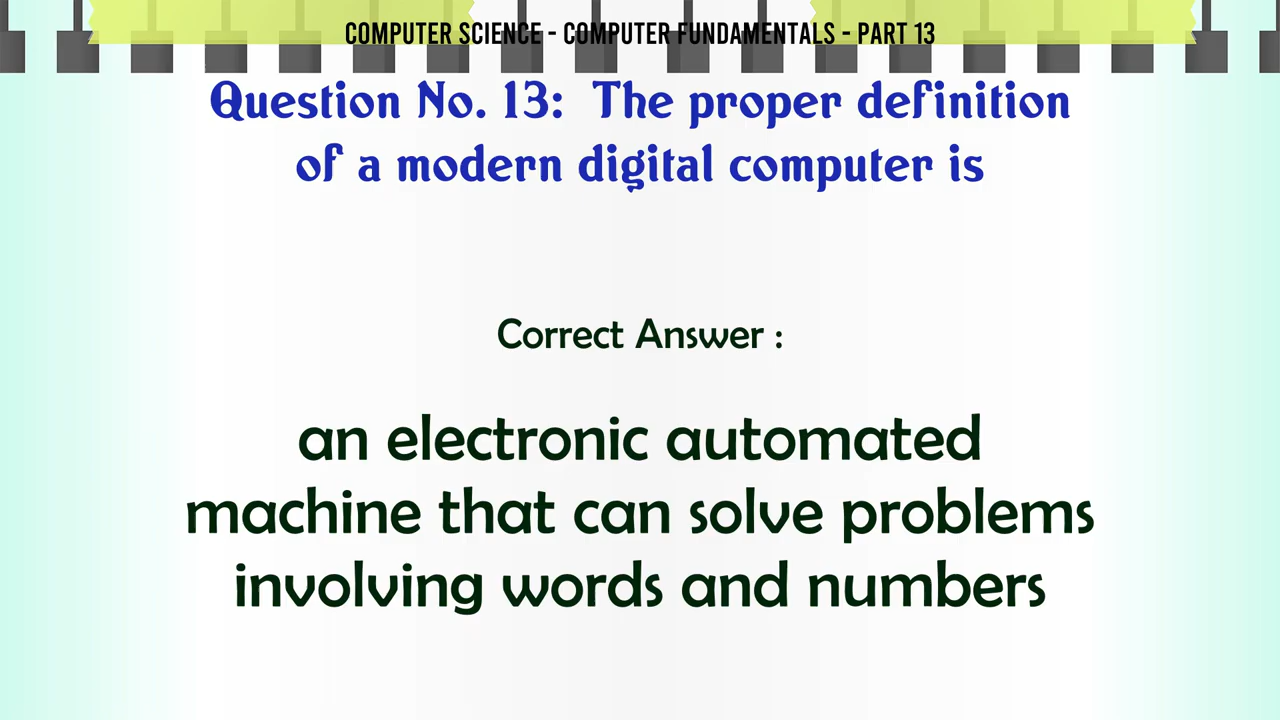 COMPUTER SCIENCE - COMPUTER FUNDAMENTALS - PART 13
Question No. 13: The proper definition
of a modern digital computer is
Correct Answer :
an electronic automated
machine that can solve problems
involving words and numbers